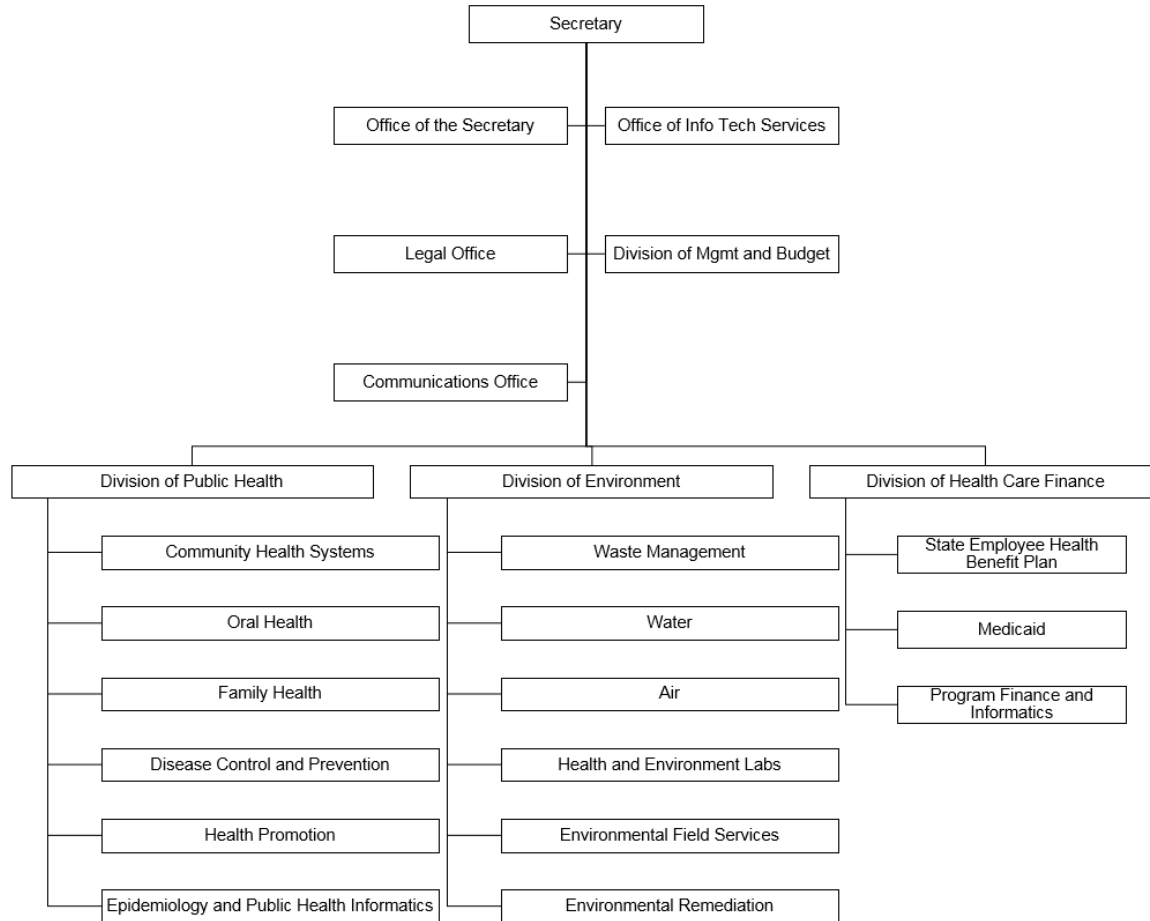 Secretary
Office of the Secretary
Office of Info Tech Services
Legal Office
Division of Mgmt and Budget
Communications Office
Division of Public Health
Division of Environment
Division of Health Care Finance
Community Health Systems
Oral Health
Family Health
Disease Control and Prevention
Health Promotion
Epidemiology and Public Health Informatics
Waste Management
Water
Air
Health and Environment Labs
Environmental Field Services
Environmental Remediation
State Employee Health
Benefit Plan
Medicaid
Program Finance and
Informatics